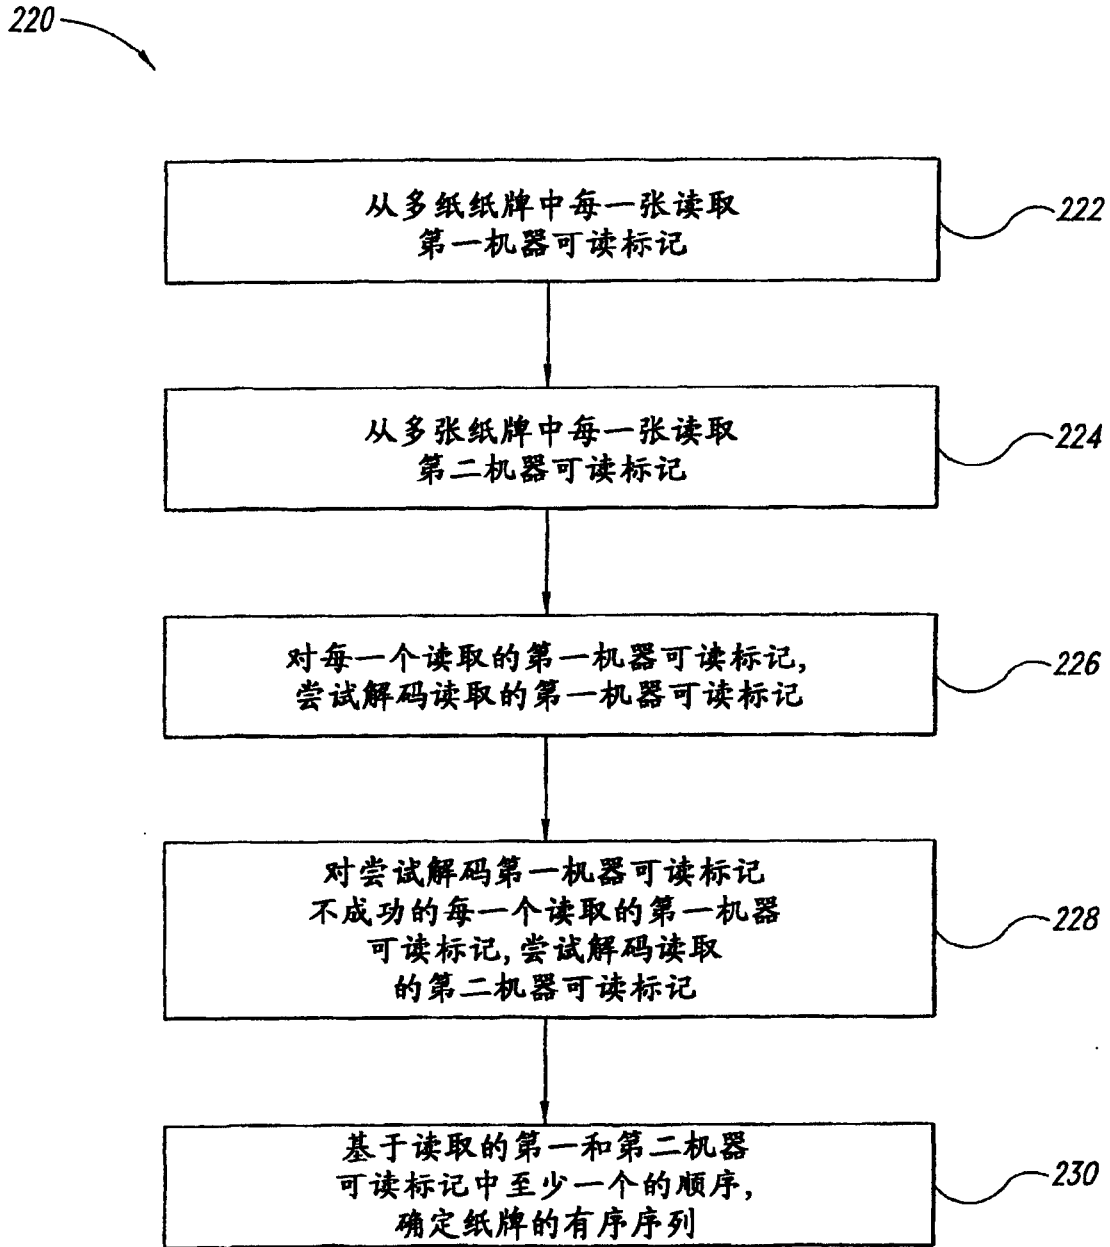 220
从多纸纸牌中每一张读取
第一机器可读标记
222
从多张纸牌中每一张读取
第二机器可读标记
224
对每一个读取的第一机器可读标记,
尝试解码读取的第一机器可读标记
226
对尝试解码第一机器可读标记
不成功的每一个读取的第一机器
可读标记,尝试解码读取
的第二机器可读标记
228
基于读取的第一和第二机器
可读标记中至少一个的顺序,
确定纸牌的有序序列
230